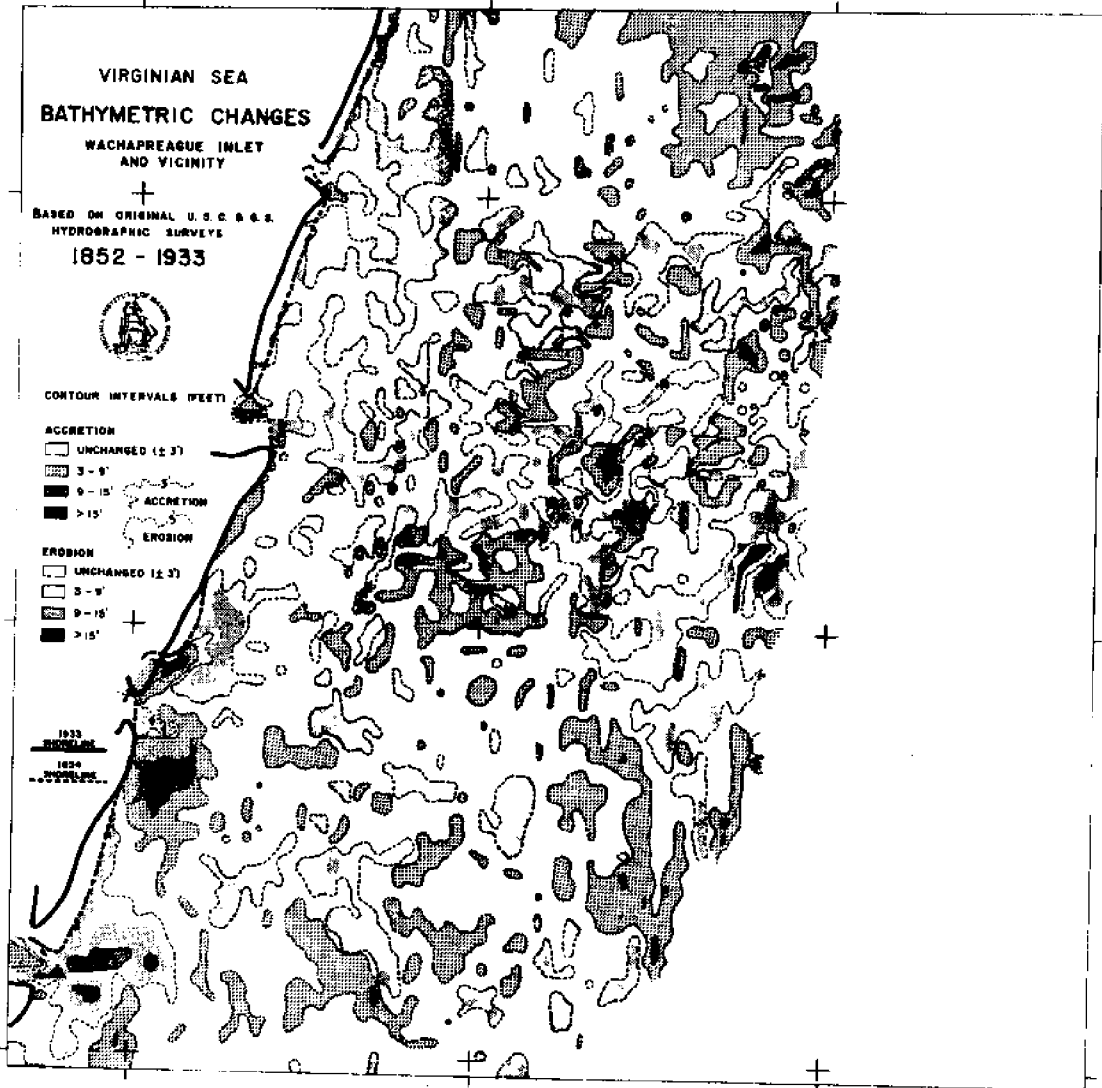 VIRGINIAN SEA
BATHYMETRIC CHANGES
WACHAPREAGUE INLET
AND VICINITY
BASED ON ORIGINAL U. S. C. & G. S.
HYDROGRAPHIC SURVEYS
1852 - 1933
CONTOUR INTERVALS (FEET)
ACCRETION
UNCHANGED (± 3')
3 - 9'
9 - 15'
> 15'
5
ACCRETION
5
EROSION
EROSION
UNCHANGED (± 3')
3 - 9'
9 - 15'
> 15'
1933
SHORELINE
SHORELINE